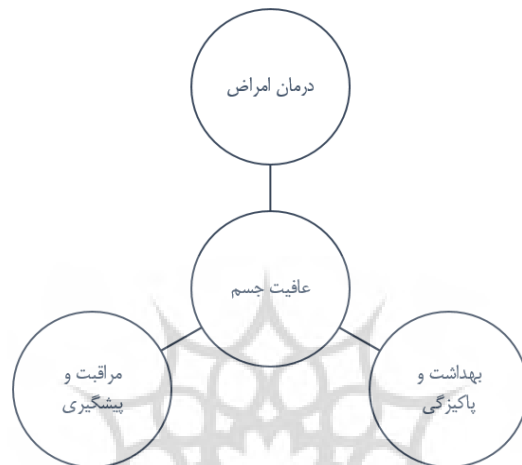 درمان امراض
عافیت جسم
بهداشت و
پاکیزگی
مراقبت و
پیشگیری